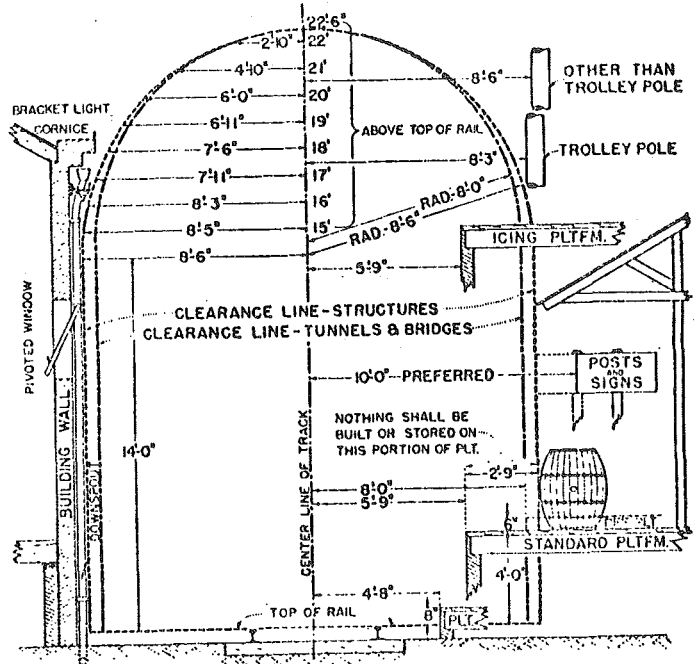 22'-6"
2'-10" 22'
4'-10" 21'
8'-6"
OTHER THAN
TROLLEY POLE
6'-0" 20'
BRACKET LIGHT
CORNICE
6'-11" 19'
ABOVE TOP OF RAIL
7'-6" 18'
8'-3"
TROLLEY POLE
7'-11" 17'
8'-3" 16'
RAD.-8'-0"
RAD.-8'-6"
8'-5" 15'
ICING PLTFM.
8'-6"
5'-9"
PIVOTED WINDOW
CLEARANCE LINE-STRUCTURES
CLEARANCE LINE-TUNNELS & BRIDGES
10'-0"-PREFERRED
POSTS
AND
SIGNS
NOTHING SHALL BE
BUILT OR STORED ON
THIS PORTION OF PLT.
14'-0"
BUILDING WALL
DOWNSPOUT
CENTER LINE OF TRACK
2'-9"
8'-0"
5'-9"
6"
STANDARD PLTFM.
4'-0"
4'-8"
TOP OF RAIL
8"
PLT.